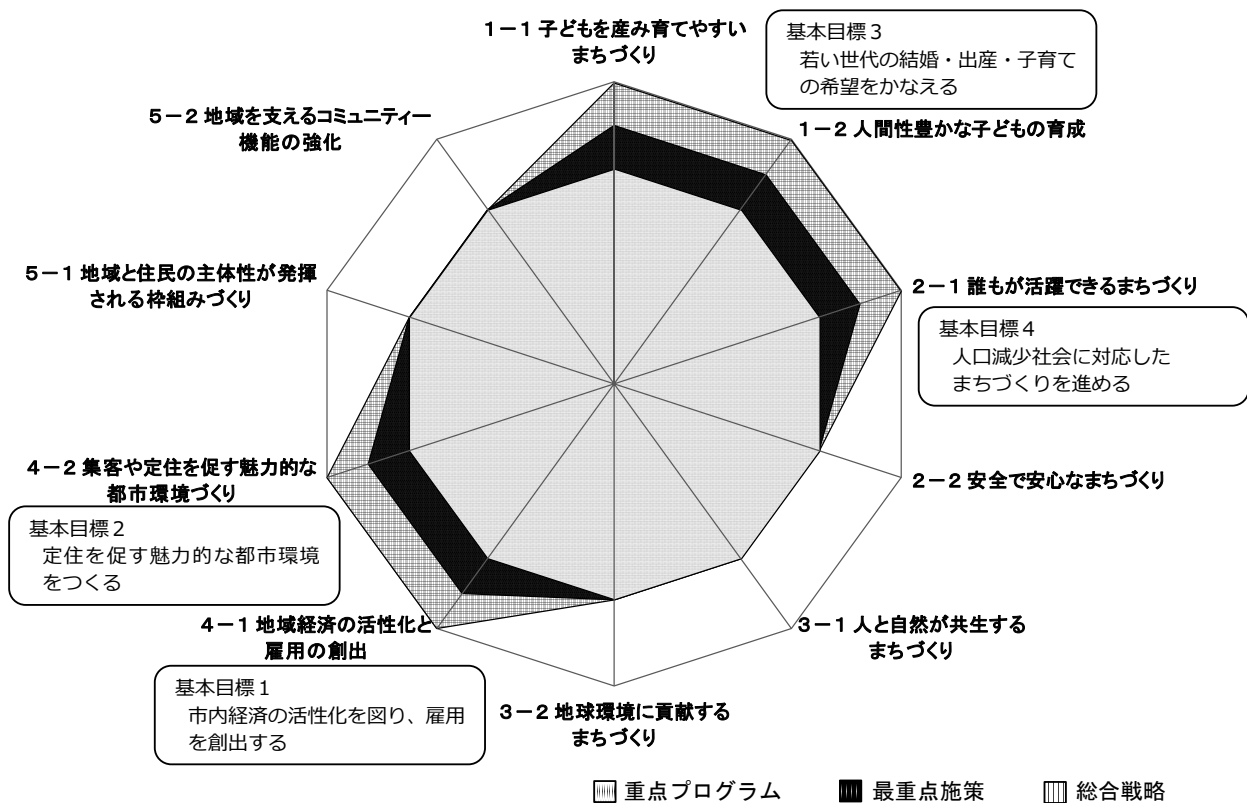 1－1 子どもを産み育てやすい
まちづくり
基本目標３
若い世代の結婚・出産・子育て
の希望をかなえる
1－2 人間性豊かな子どもの育成
2－1 誰もが活躍できるまちづくり
基本目標４
人口減少社会に対応した
まちづくりを進める
2－2 安全で安心なまちづくり
3－1 人と自然が共生する
まちづくり
3－2 地球環境に貢献する
まちづくり
4－1 地域経済の活性化と
雇用の創出
基本目標１
市内経済の活性化を図り、雇用
を創出する
4－2 集客や定住を促す魅力的な
都市環境づくり
基本目標２
定住を促す魅力的な都市環境
をつくる
5－1 地域と住民の主体性が発揮
される枠組みづくり
5－2 地域を支えるコミュニティー
機能の強化
重点プログラム
最重点施策
総合戦略